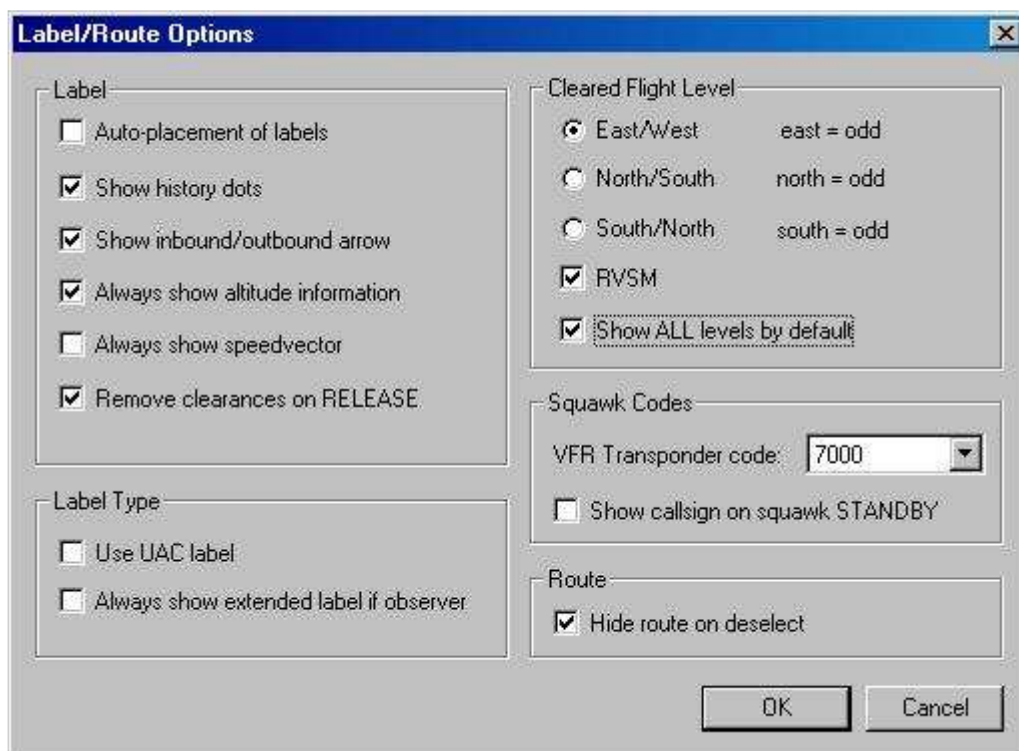 Label/Route Options
Label
Auto-placement of labels
Show history dots
Show inbound/outbound arrow
Always show altitude information
Always show speedvector
Remove clearances on RELEASE
Label Type
Use UAC label
Always show extended label if observer
Cleared Flight Level
East/West east = odd
North/South north = odd
South/North south = odd
RVSM
Show ALL levels by default
Squawk Codes
VFR Transponder code: 7000
Show callsign on squawk STANDBY
Route
Hide route on deselect
OK Cancel